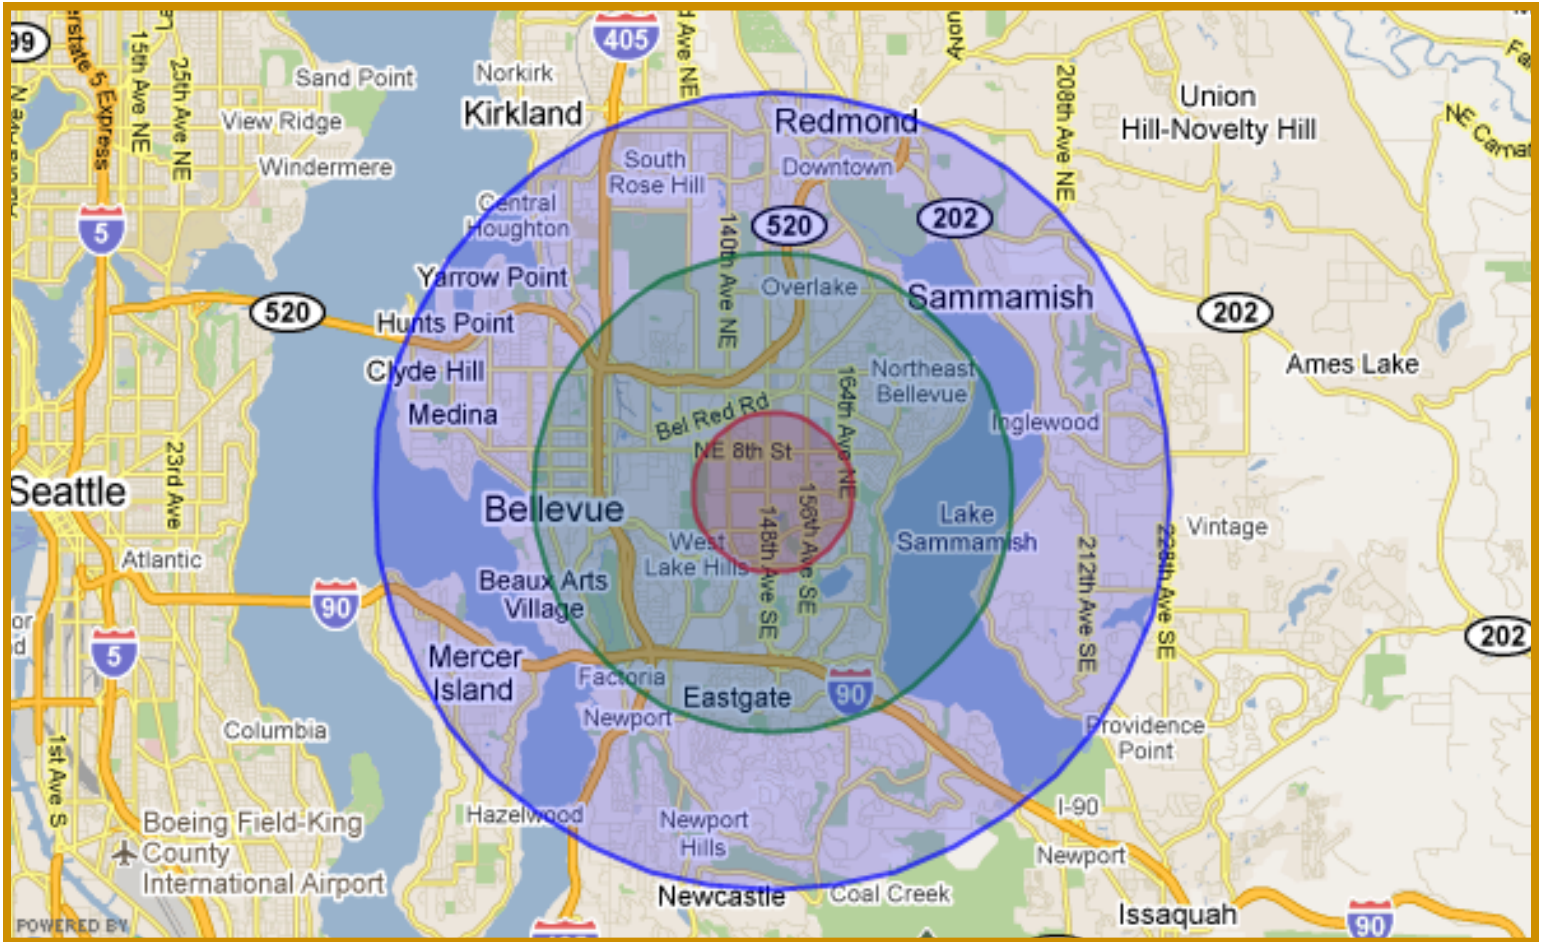 99
Interstate 5 Express
15th Ave NE
25th Ave NE
Sand Point
View Ridge
Windermere
5
520
Norkirk
Kirkland
405
Ave NE
Redmond
Downtown
South
Rose Hill
Central
Houghton
140th Ave NE
520
202
208th Ave NE
Union
Hill-Novelty Hill
NE Carnat
Yarrow Point
Hunts Point
Clyde Hill
Medina
Overlake
Sammamish
202
Ames Lake
Northeast
Bellevue
164th Ave NE
Bel Red Rd
NE 8th St
Inglewood
Seattle
23rd Ave
Atlantic
90
5
Bellevue
Beaux Arts
Village
West
Lake Hills
148th Ave SE
156th Ave SE
Lake
Sammamish
212th Ave SE
228th Ave SE
Vintage
202
Mercer
Island
Factoria
Newport
Eastgate
90
Providence
Point
Columbia
1st Ave S
Boeing Field-King
County
International Airport
Hazelwood
Newport
Hills
I-90
Newport
Newcastle
Coal Creek
Issaquah
90
POWERED BY